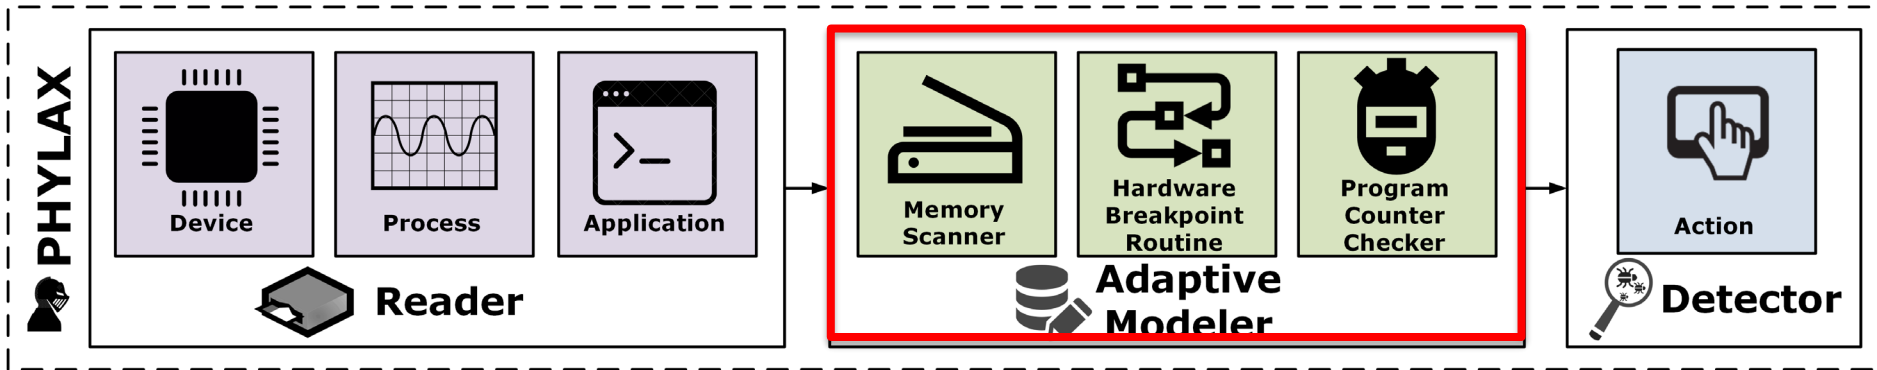 PHYLAX
Device
Process
Application
Reader
Memory
Scanner
Hardware
Breakpoint
Routine
Program
Counter
Checker
Adaptive
Modeler
Action
Detector